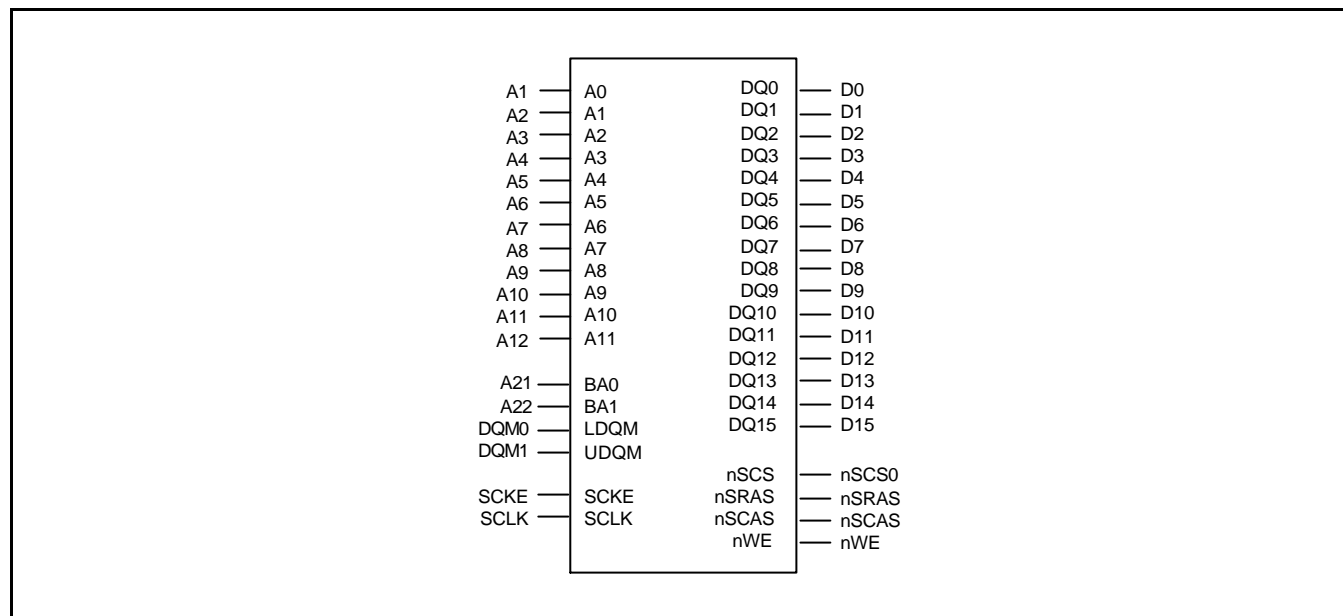 A1 A0 DQ0 D0
A2 A1 DQ1 D1
A3 A2 DQ2 D2
A4 A3 DQ3 D3
A5 A4 DQ4 D4
A6 A5 DQ5 D5
A7 A6 DQ6 D6
A8 A7 DQ7 D7
A9 A8 DQ8 D8
A10 A9 DQ9 D9
A11 A10 DQ10 D10
A12 A11 DQ11 D11
DQ12 D12
A21 BA0 DQ13 D13
A22 BA1 DQ14 D14
DQM0 LDQM DQ15 D15
DQM1 UDQM
nSCS nSCS0
SCKE SCKE nSRAS nSRAS
SCLK SCLK nSCAS nSCAS
nWE nWE